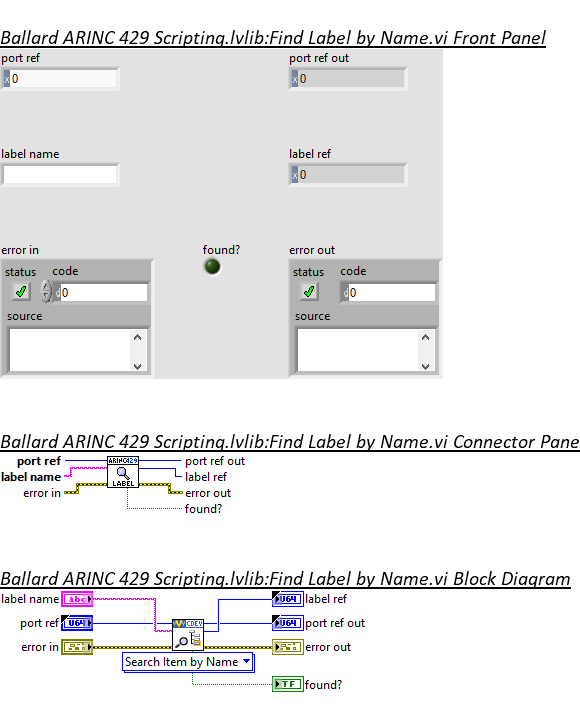 Ballard ARINC 429 Scripting.lvlib:Find Label by Name.vi Front Panel
port ref
port ref out
x 0
x 0
label name
label ref
x 0
error in
found?
error out
status code
status code
d 0
d 0
source
source
Ballard ARINC 429 Scripting.lvlib:Find Label by Name.vi Connector Pane
port ref
ARINC429
port ref out
label name
label ref
LABEL
error in
error out
found?
Ballard ARINC 429 Scripting.lvlib:Find Label by Name.vi Block Diagram
label name
abc
U64
label ref
port ref
U64
CDEV
U64
port ref out
error in
error out
Search Item by Name
TF
found?